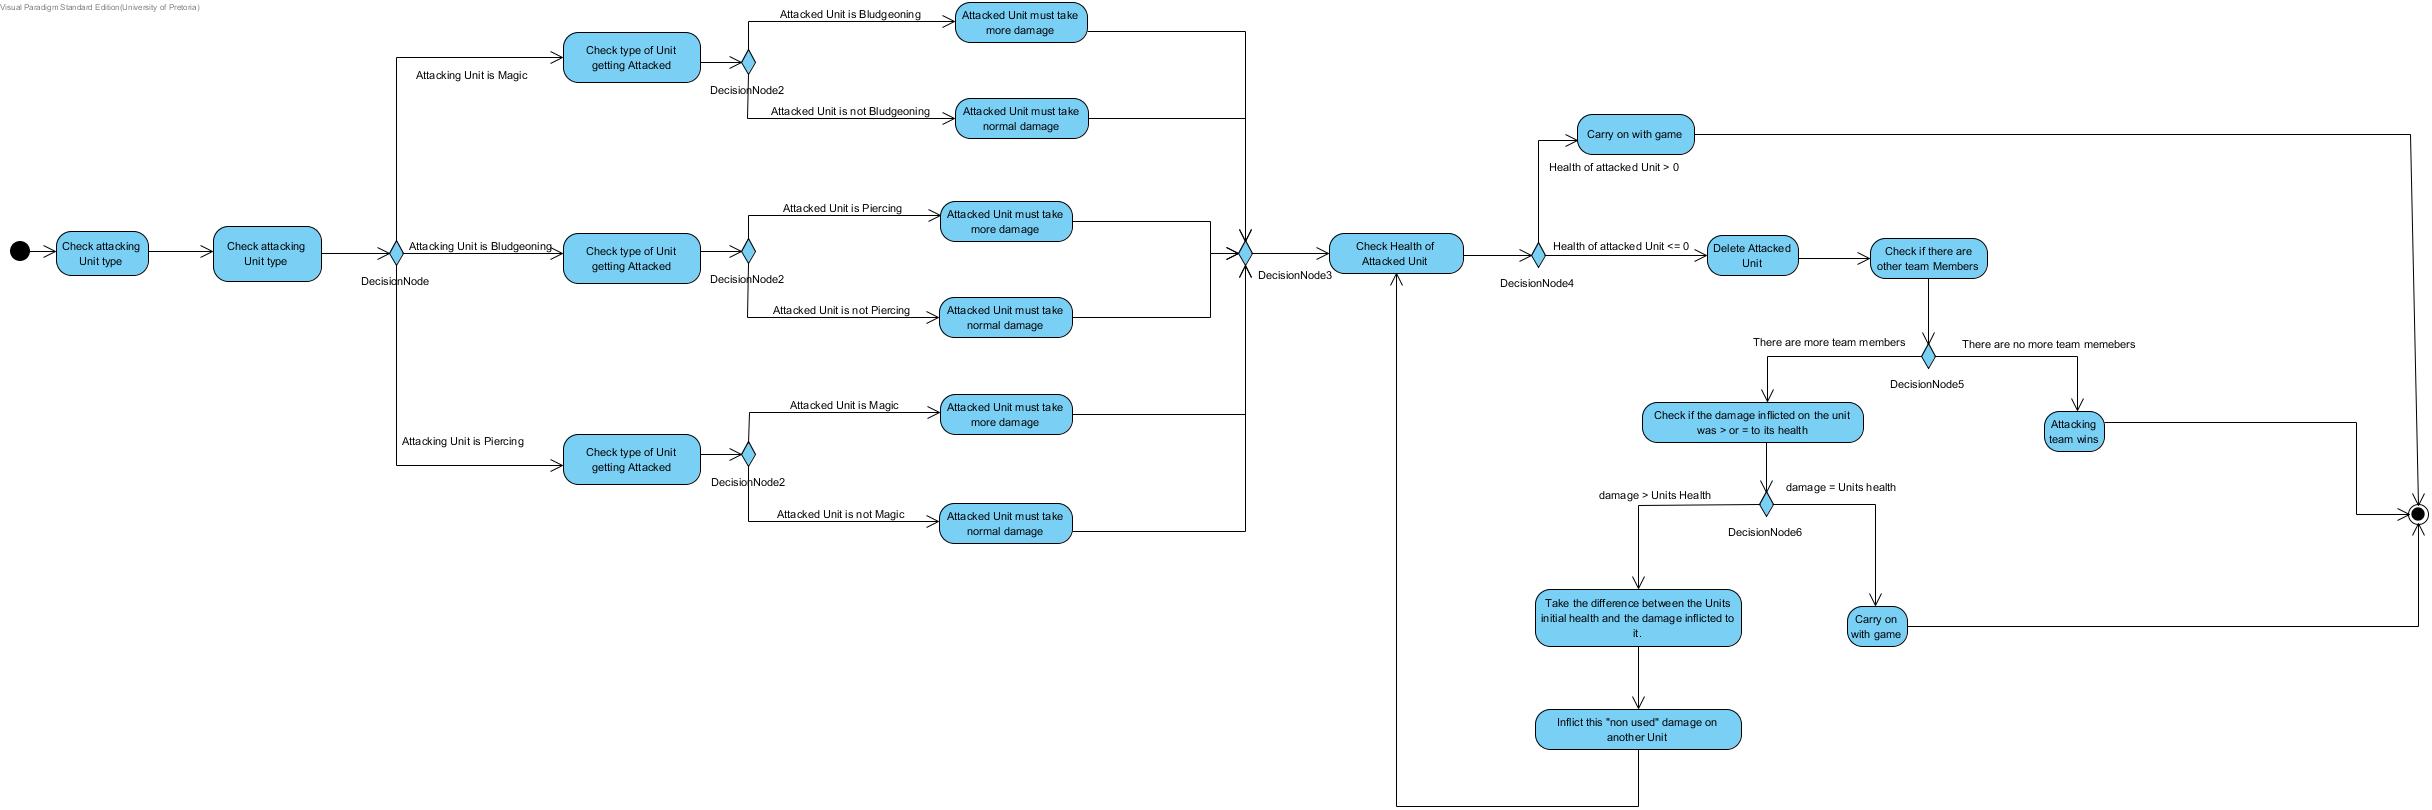 Visual Paradigm Standard Edition(University of Pretoria)
Check attacking
Unit type
Check attacking
Unit type
DecisionNode
Attacking Unit is Magic
Check type of Unit
getting Attacked
DecisionNode2
Attacked Unit is Bludgeoning
Attacked Unit must take
more damage
Attacked Unit is not Bludgeoning
Attacked Unit must take
normal damage
Attacking Unit is Bludgeoning
Check type of Unit
getting Attacked
DecisionNode2
Attacked Unit is Piercing
Attacked Unit must take
more damage
Attacked Unit is not Piercing
Attacked Unit must take
normal damage
Attacking Unit is Piercing
Check type of Unit
getting Attacked
DecisionNode2
Attacked Unit is Magic
Attacked Unit must take
more damage
Attacked Unit is not Magic
Attacked Unit must take
normal damage
DecisionNode3
Check Health of
Attacked Unit
DecisionNode4
Carry on with game
Health of attacked Unit > 0
Health of attacked Unit <= 0
Delete Attacked
Unit
Check if there are
other team Members
There are more team members
There are no more team memebers
DecisionNode5
Check if the damage inflicted on the unit
was > or = to its health
Attacking
team wins
damage > Units Health
damage = Units health
DecisionNode6
Take the difference between the Units
initial health and the damage inflicted to
it.
Carry on
with game
Inflict this "non used" damage on
another Unit